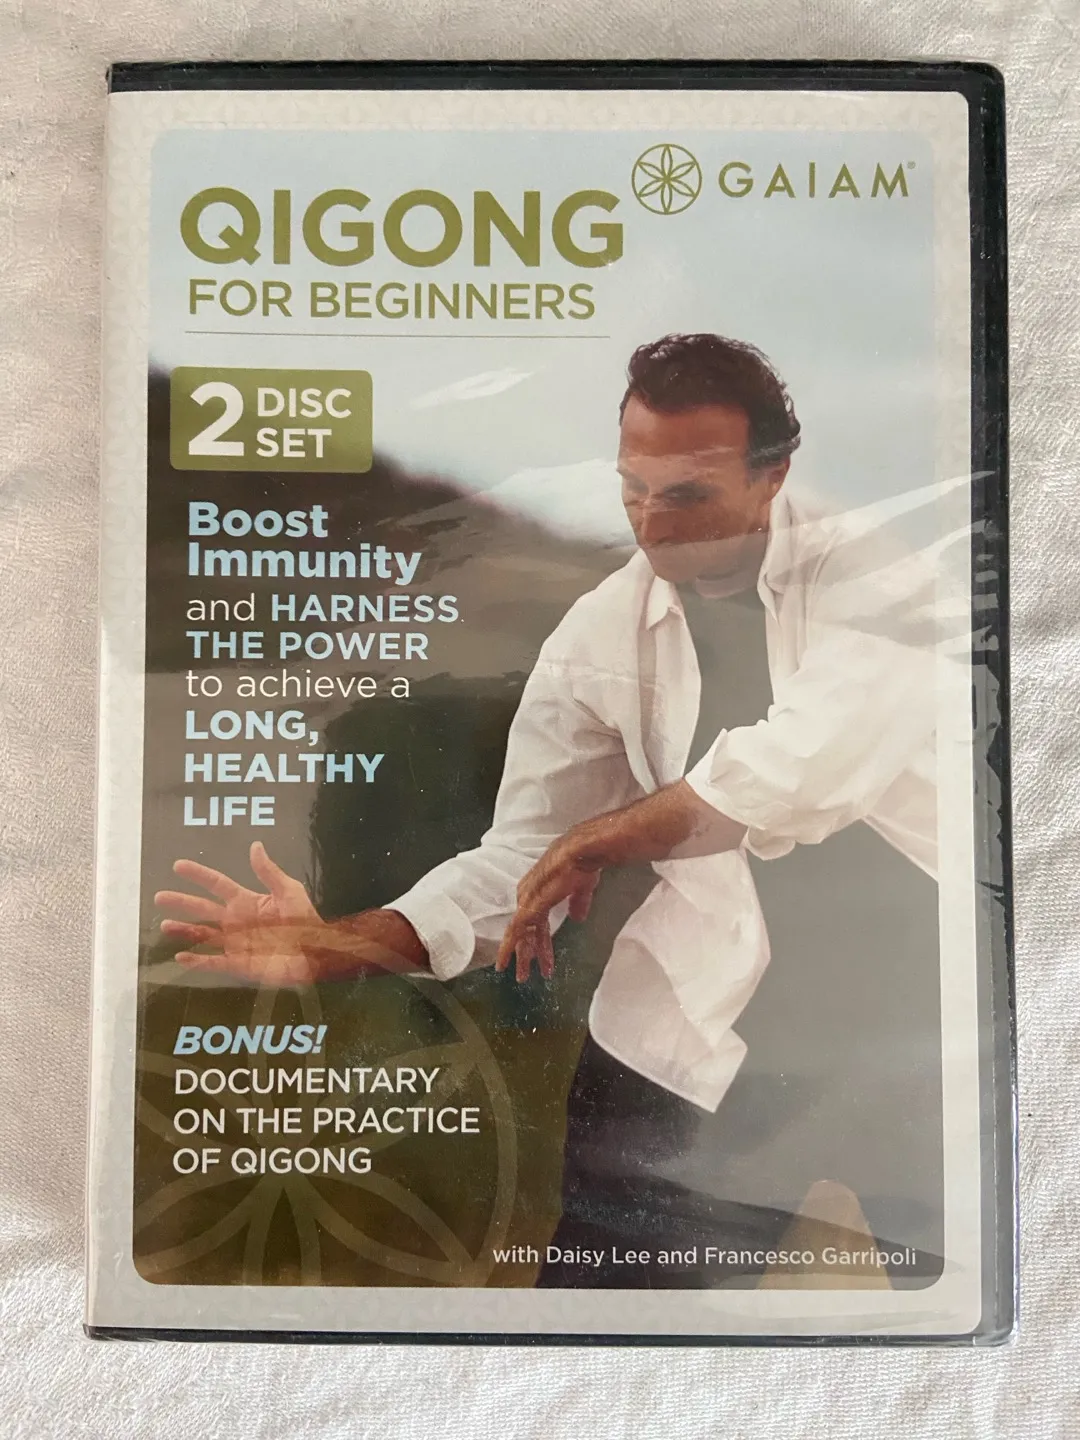 GAIAM®
QIGONG
FOR BEGINNERS
2 DISC
SET
Boost
Immunity
and HARNESS
THE POWER
to achieve a
LONG,
HEALTHY
LIFE
BONUS!
DOCUMENTARY
ON THE PRACTICE
OF QIGONG
with Daisy Lee and Francesco Garripoli